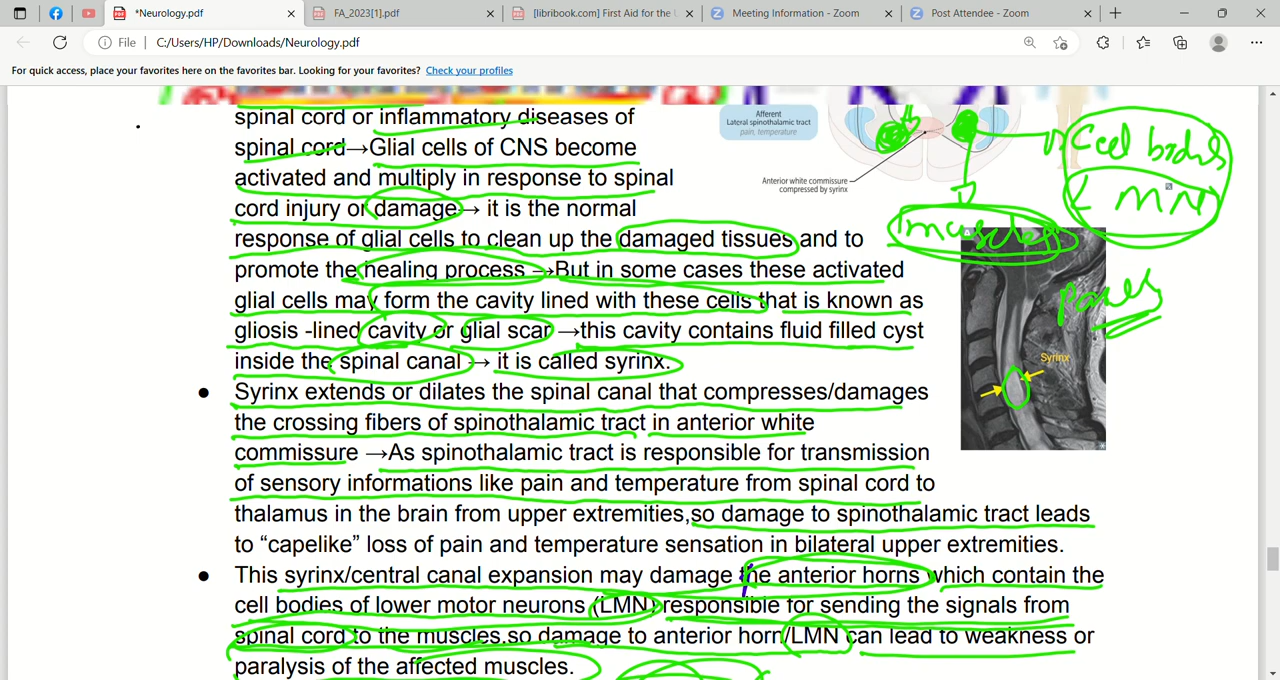 *Neurology.pdf
FA_2023[1].pdf
[libribook.com] First Aid for the U
Meeting Information - Zoom
Post Attendee - Zoom
File
C:/Users/HP/Downloads/Neurology.pdf
For quick access, place your favorites here on the favorites bar. Looking for your favorites? Check your profiles
spinal cord or inflammatory diseases of
spinal cord→Glial cells of CNS become
activated and multiply in response to spinal
cord injury or damage→ it is the normal
response of glial cells to clean up the damaged tissues and to
promote the healing process →But in some cases these activated
glial cells may form the cavity lined with these cells that is known as
gliosis -lined cavity or glial scar →this cavity contains fluid filled cyst
inside the spinal canal → it is called syrinx.
Afferent
Lateral spinothalamic tract
pain, temperature
Anterior white commissure
compressed by syrinx
Cell bodies
LMN
muscles
Syrinx
● Syrinx extends or dilates the spinal canal that compresses/damages
the crossing fibers of spinothalamic tract in anterior white
commissure →As spinothalamic tract is responsible for transmission
of sensory informations like pain and temperature from spinal cord to
thalamus in the brain from upper extremities,so damage to spinothalamic tract leads
to “capelike” loss of pain and temperature sensation in bilateral upper extremities.
● This syrinx/central canal expansion may damage the anterior horns which contain the
cell bodies of lower motor neurons (LMN) responsible for sending the signals from
spinal cord to the muscles,so damage to anterior horn/LMN can lead to weakness or
paralysis of the affected muscles.